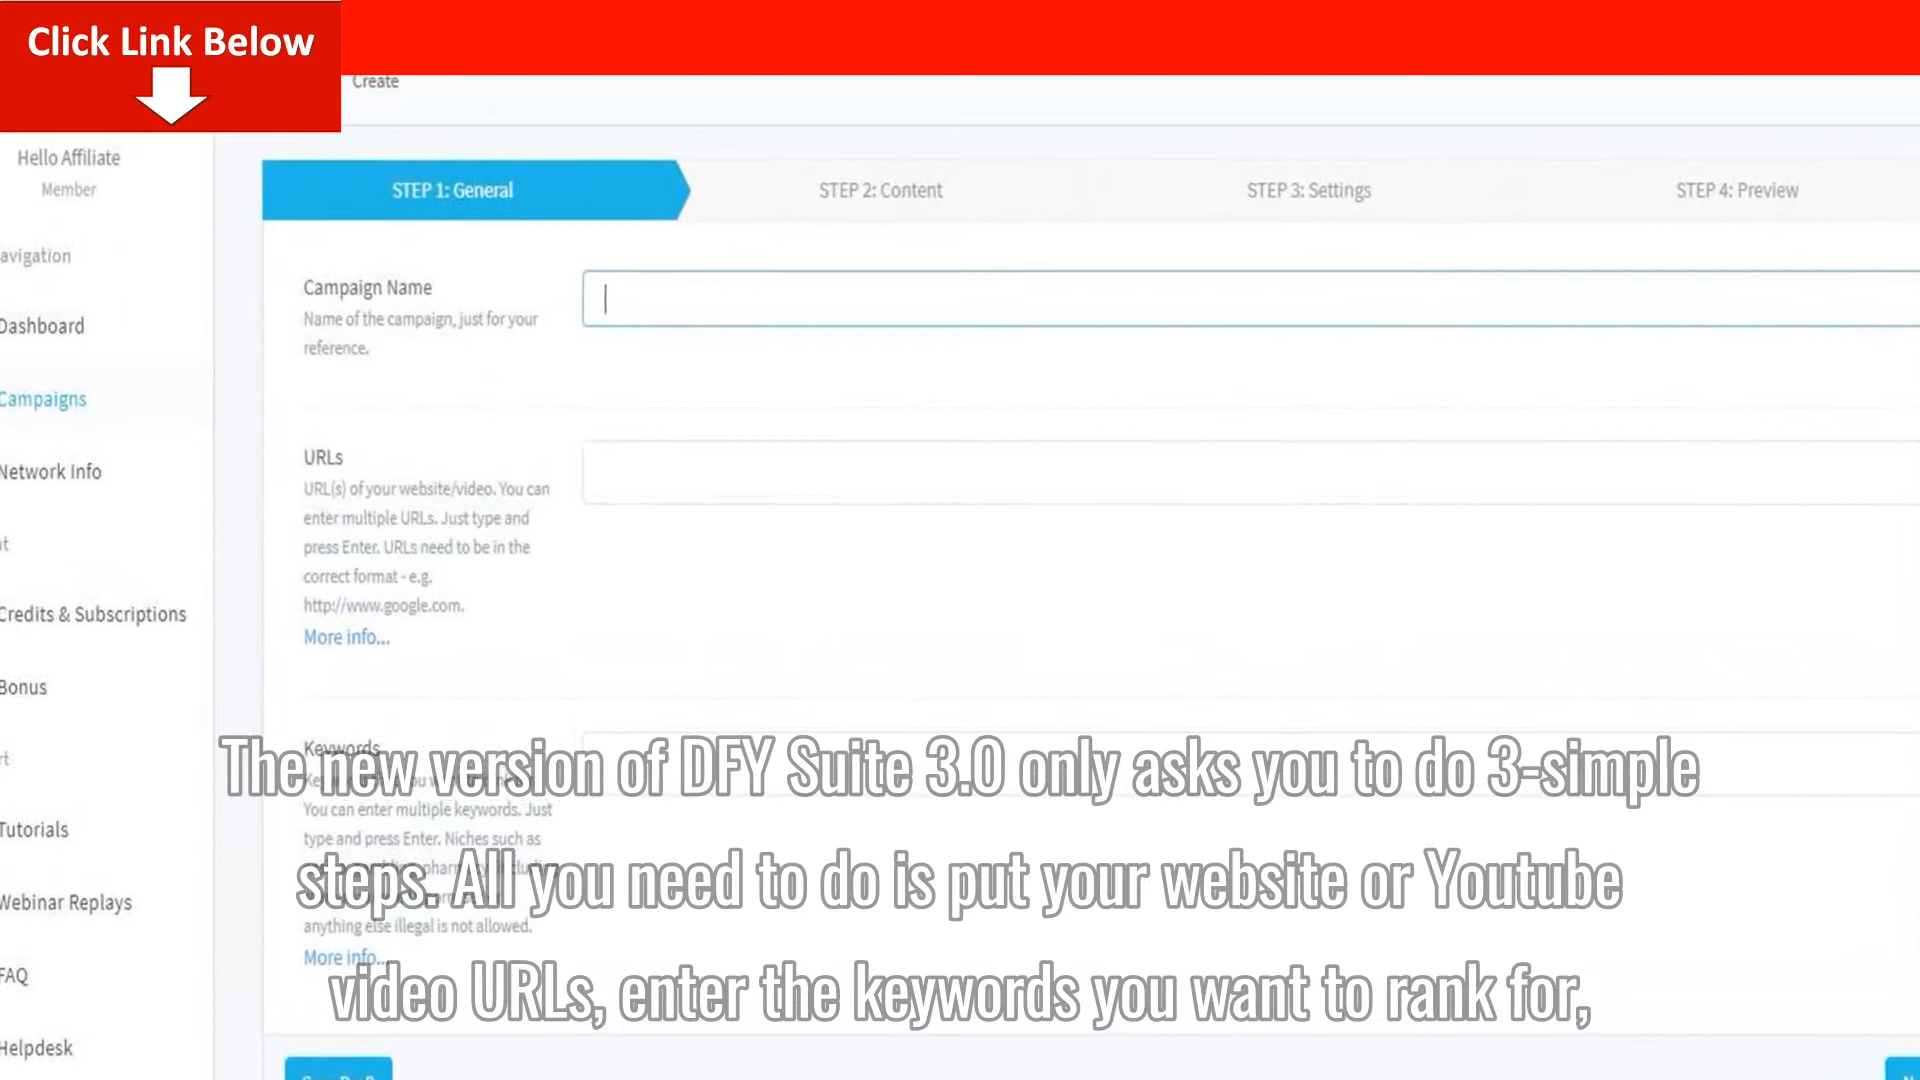 Click Link Below
Create
Hello Affiliate
Member
avigation
Dashboard
Campaigns
Network Info
t
Credits & Subscriptions
Bonus
rt
Tutorials
Webinar Replays
FAQ
Helpdesk
STEP 1: General
STEP 2: Content
STEP 3: Settings
STEP 4: Preview
Campaign Name
Name of the campaign, just for your
reference.
URLs
URL(s) of your website/video. You can
enter multiple URLs. Just type and
press Enter. URLs need to be in the
correct format - e.g.
http://www.google.com.
More info...
Keywords
You can enter multiple keywords. Just
type and press Enter. Niches such as
anything else illegal is not allowed.
More info...
The new version of DFY Suite 3.0 only asks you to do 3-simple
steps. All you need to do is put your website or Youtube
video URLs, enter the keywords you want to rank for,